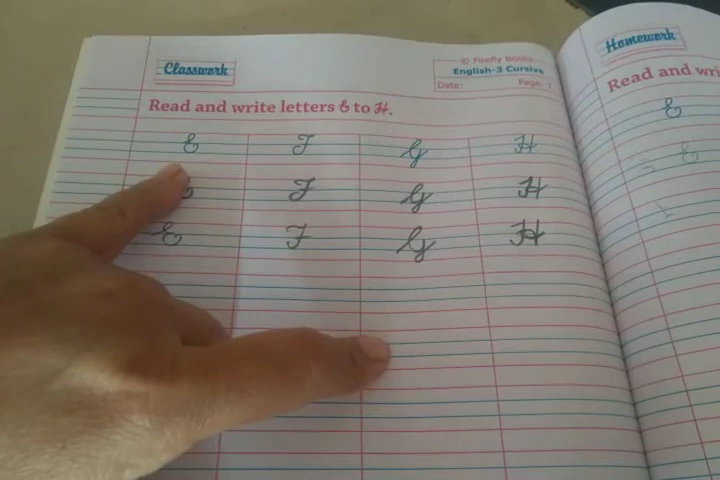 Classwork
© Firefly Books
English-3 Cursive
Date: Page:
Read and write letters E to H.
E F G H
F G H
E F G H
Homework
Read and wri
E
E